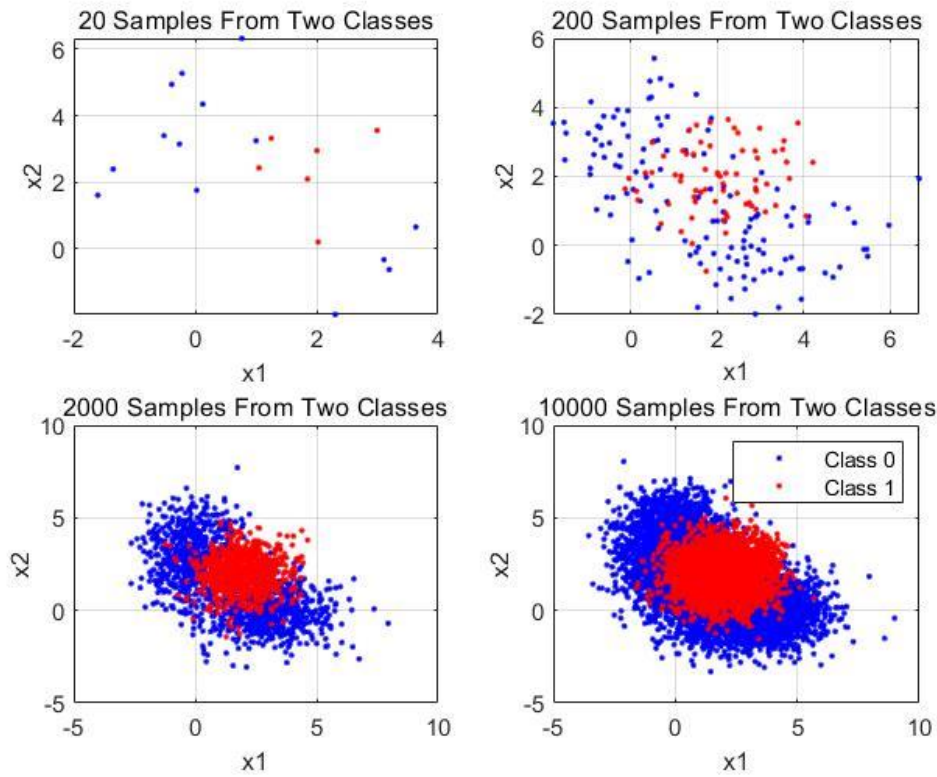 20 Samples From Two Classes
6
4
2
0
x2
-2
0
2
4
x1
200 Samples From Two Classes
6
4
2
0
-2
x2
0
2
4
6
x1
2000 Samples From Two Classes
10
5
0
-5
x2
-5
0
5
10
x1
10000 Samples From Two Classes
10
5
0
-5
x2
Class 0
Class 1
-5
0
5
10
x1